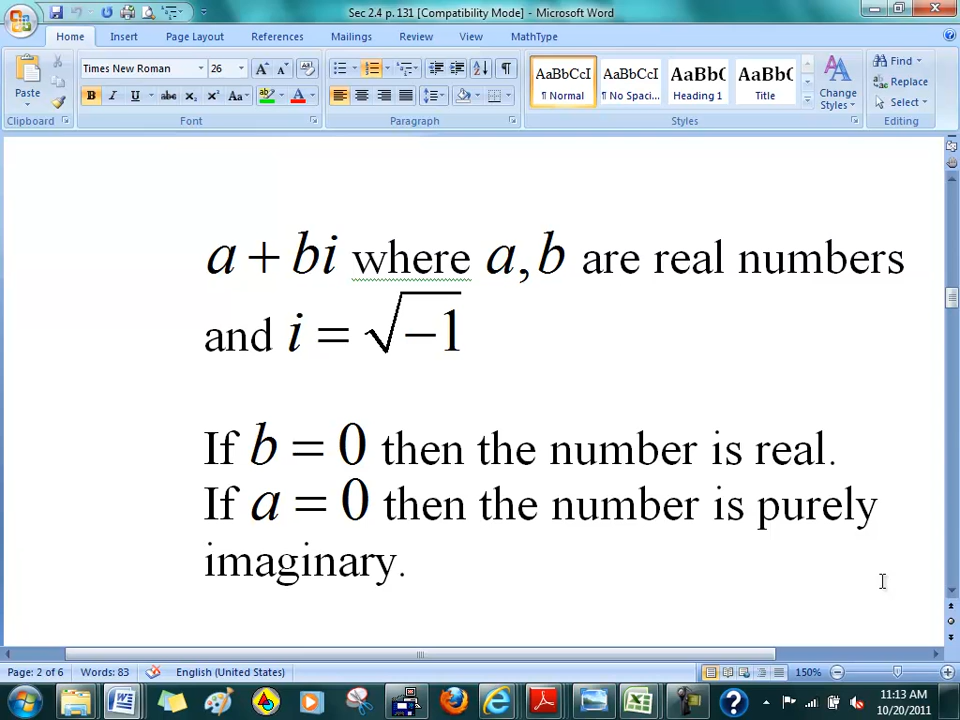 Sec 2.4 p. 131 [Compatibility Mode] - Microsoft Word
Home Insert Page Layout References Mailings Review View MathType
Paste
Times New Roman 26
Find
Replace
Select
AaBbCcI AaBbCcI AaBbC AaBbC
¶ Normal ¶ No Spaci... Heading 1 Title
Change
Styles
Clipboard Font Paragraph Styles Editing
a + bi where a, b are real numbers
and i = √−1
If b = 0 then the number is real.
If a = 0 then the number is purely
imaginary.
Page: 2 of 6 Words: 83 English (United States) 150%
11:13 AM
10/20/2011